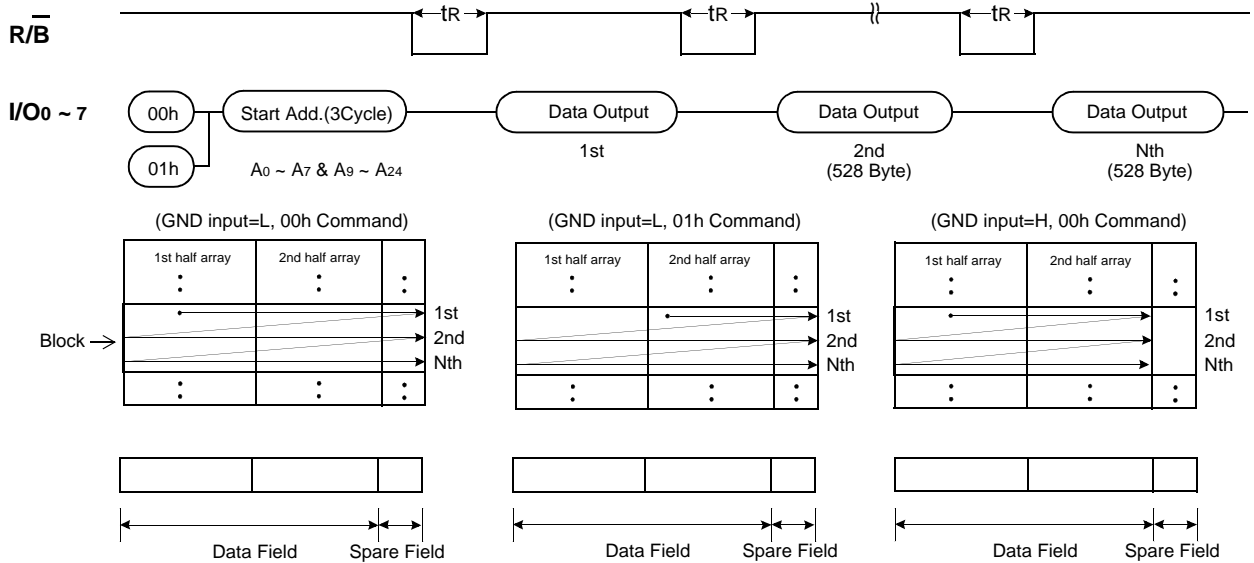 tR tR tR
R/B
I/O0 ~ 7 00h Start Add.(3Cycle) Data Output Data Output Data Output
01h A0 ~ A7 & A9 ~ A24 1st 2nd Nth
(528 Byte) (528 Byte)
(GND input=L, 00h Command) (GND input=L, 01h Command) (GND input=H, 00h Command)
1st half array 2nd half array 1st half array 2nd half array 1st half array 2nd half array
1st 1st 1st
Block 2nd 2nd 2nd
Nth Nth Nth
Data Field Spare Field Data Field Spare Field Data Field Spare Field